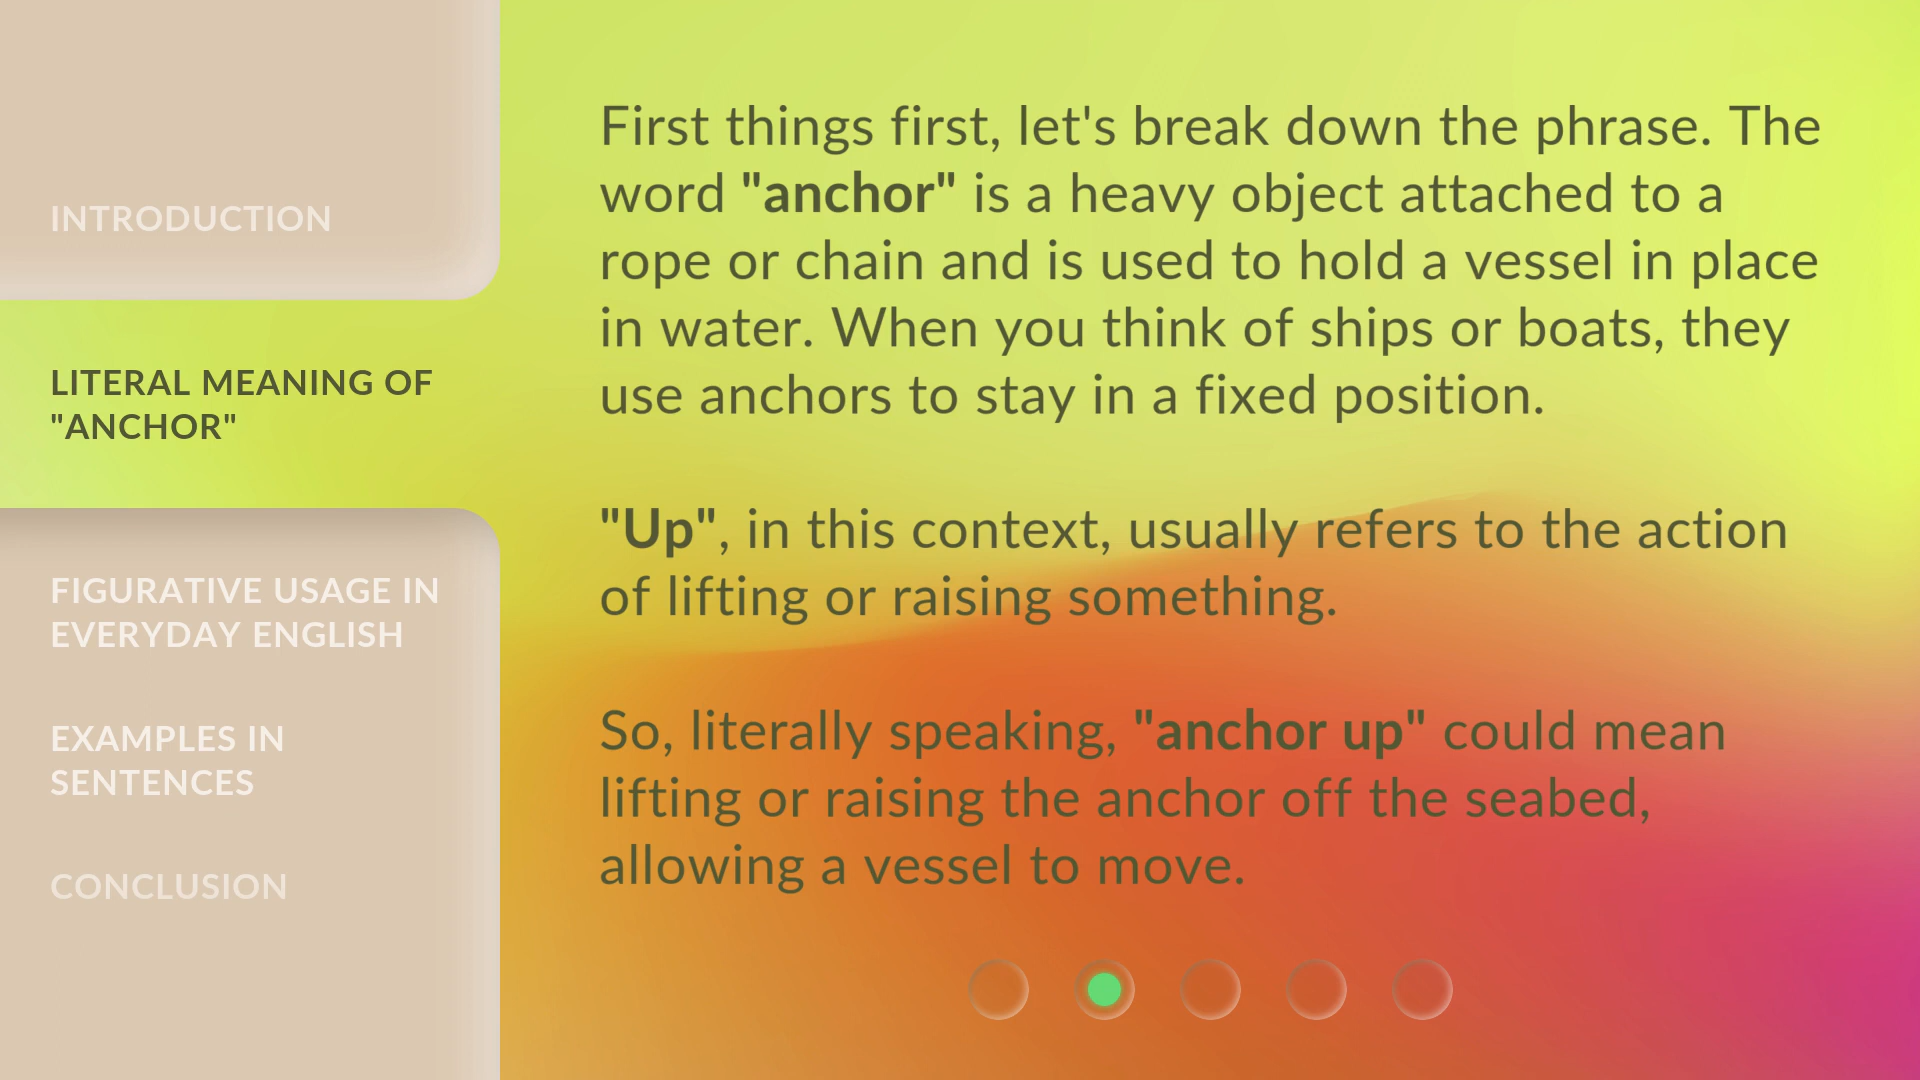 INTRODUCTION
LITERAL MEANING OF
"ANCHOR"
FIGURATIVE USAGE IN
EVERYDAY ENGLISH
EXAMPLES IN
SENTENCES
CONCLUSION
First things first, let's break down the phrase. The
word "anchor" is a heavy object attached to a
rope or chain and is used to hold a vessel in place
in water. When you think of ships or boats, they
use anchors to stay in a fixed position.
"Up", in this context, usually refers to the action
of lifting or raising something.
So, literally speaking, "anchor up" could mean
lifting or raising the anchor off the seabed,
allowing a vessel to move.